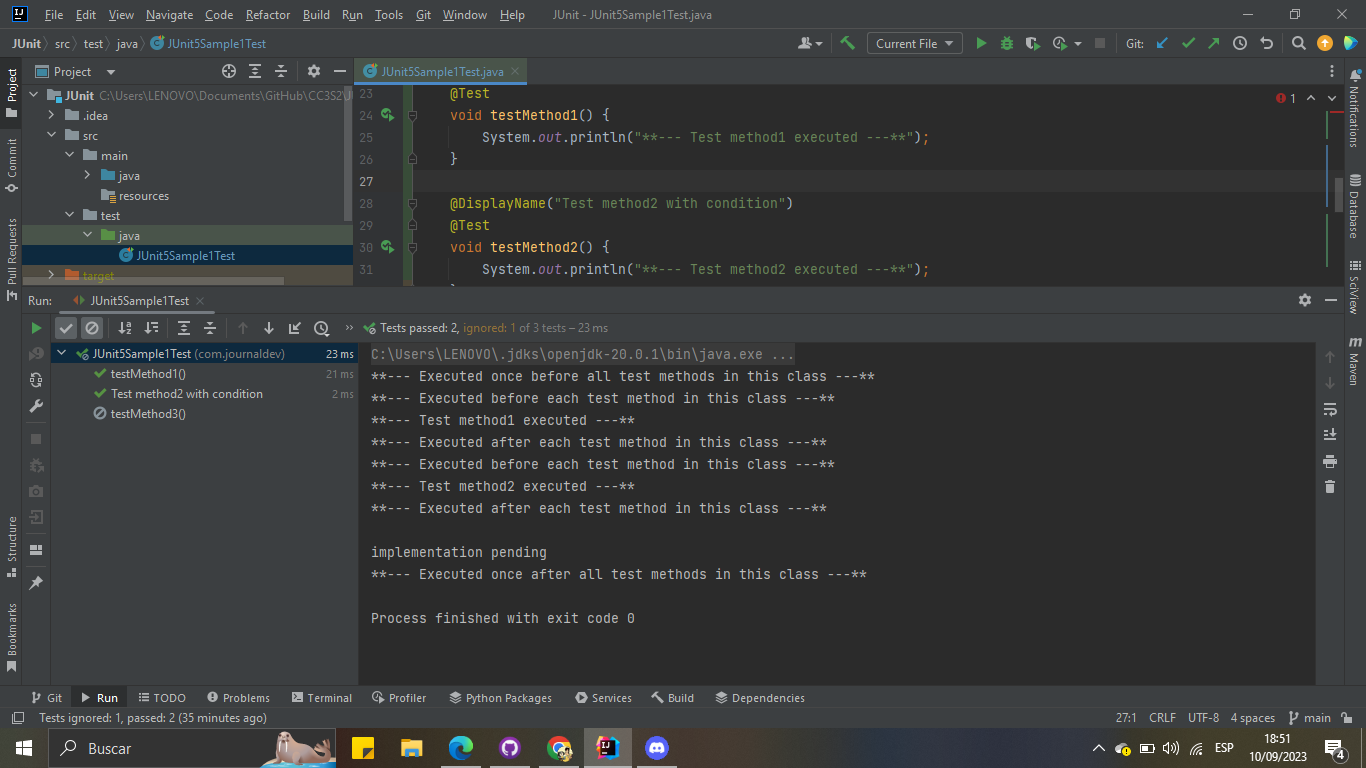 File Edit View Navigate Code Refactor Build Run Tools Git Window Help JUnit - JUnit5Sample1Test.java
JUnit src test java JUnit5Sample1Test Current File Git:
Project
JUnit5Sample1Test.java
JUnit C:\Users\LENOVO\Documents\GitHub\CC3S2\J
.idea
src
main
java
resources
test
java
JUnit5Sample1Test
target
23 @Test
24 void testMethod1() {
25 System.out.println("**--- Test method1 executed ---**");
26 }
27
28 @DisplayName("Test method2 with condition")
29 @Test
30 void testMethod2() {
31 System.out.println("**--- Test method2 executed ---**");
1
Project
Commit
Pull Requests
Structure
Bookmarks
Notifications
Database
SciView
Maven
Run: JUnit5Sample1Test
Tests passed: 2, ignored: 1 of 3 tests – 23 ms
JUnit5Sample1Test (com.journaldev) 23 ms
testMethod1() 21 ms
Test method2 with condition 2 ms
testMethod3()
C:\Users\LENOVO\.jdks\openjdk-20.0.1\bin\java.exe ...
**--- Executed once before all test methods in this class ---**
**--- Executed before each test method in this class ---**
**--- Test method1 executed ---**
**--- Executed after each test method in this class ---**
**--- Executed before each test method in this class ---**
**--- Test method2 executed ---**
**--- Executed after each test method in this class ---**
implementation pending
**--- Executed once after all test methods in this class ---**
Process finished with exit code 0
Git Run TODO Problems Terminal Profiler Python Packages Services Build Dependencies
Tests ignored: 1, passed: 2 (35 minutes ago) 27:1 CRLF UTF-8 4 spaces main
Buscar
ESP
18:51
10/09/2023
4